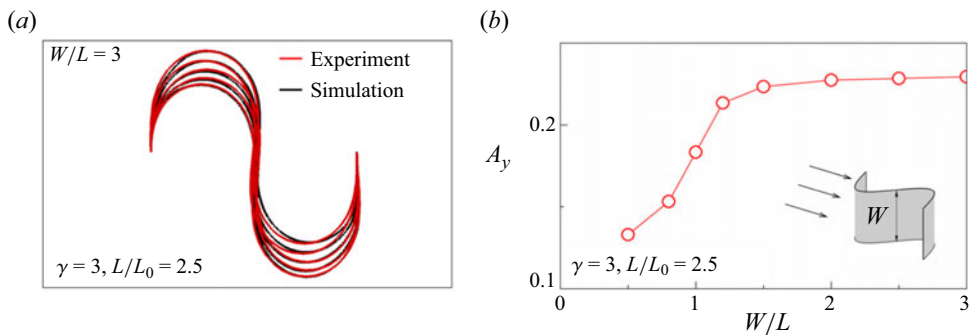 (a)
W/L = 3
Experiment
Simulation
γ = 3, L/L₀ = 2.5
(b)
0.2
A_y
W
γ = 3, L/L₀ = 2.5
0.1
0 1 2 3
W/L